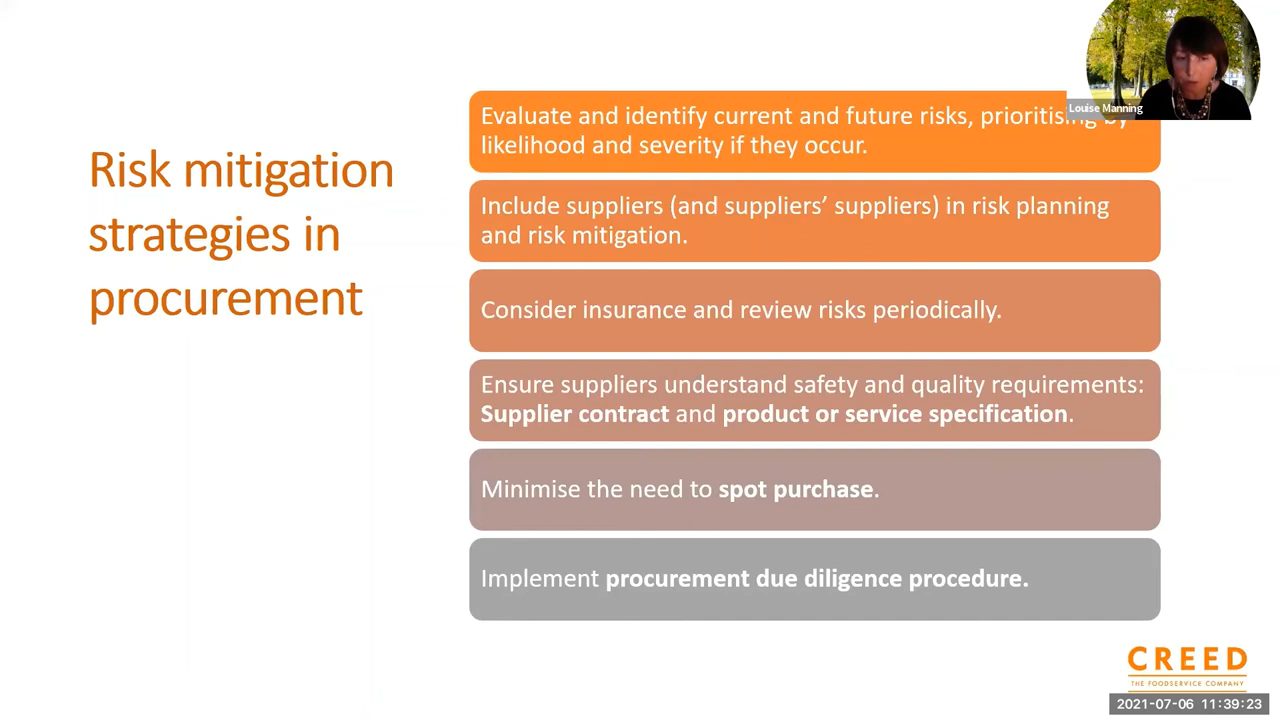 Risk mitigation
strategies in
procurement
Evaluate and identify current and future risks, prioritising by
likelihood and severity if they occur.
Include suppliers (and suppliers’ suppliers) in risk planning
and risk mitigation.
Consider insurance and review risks periodically.
Ensure suppliers understand safety and quality requirements:
Supplier contract and product or service specification.
Minimise the need to spot purchase.
Implement procurement due diligence procedure.
Louise Manning
CREED
THE FOODSERVICE COMPANY
2021-07-06 11:39:23